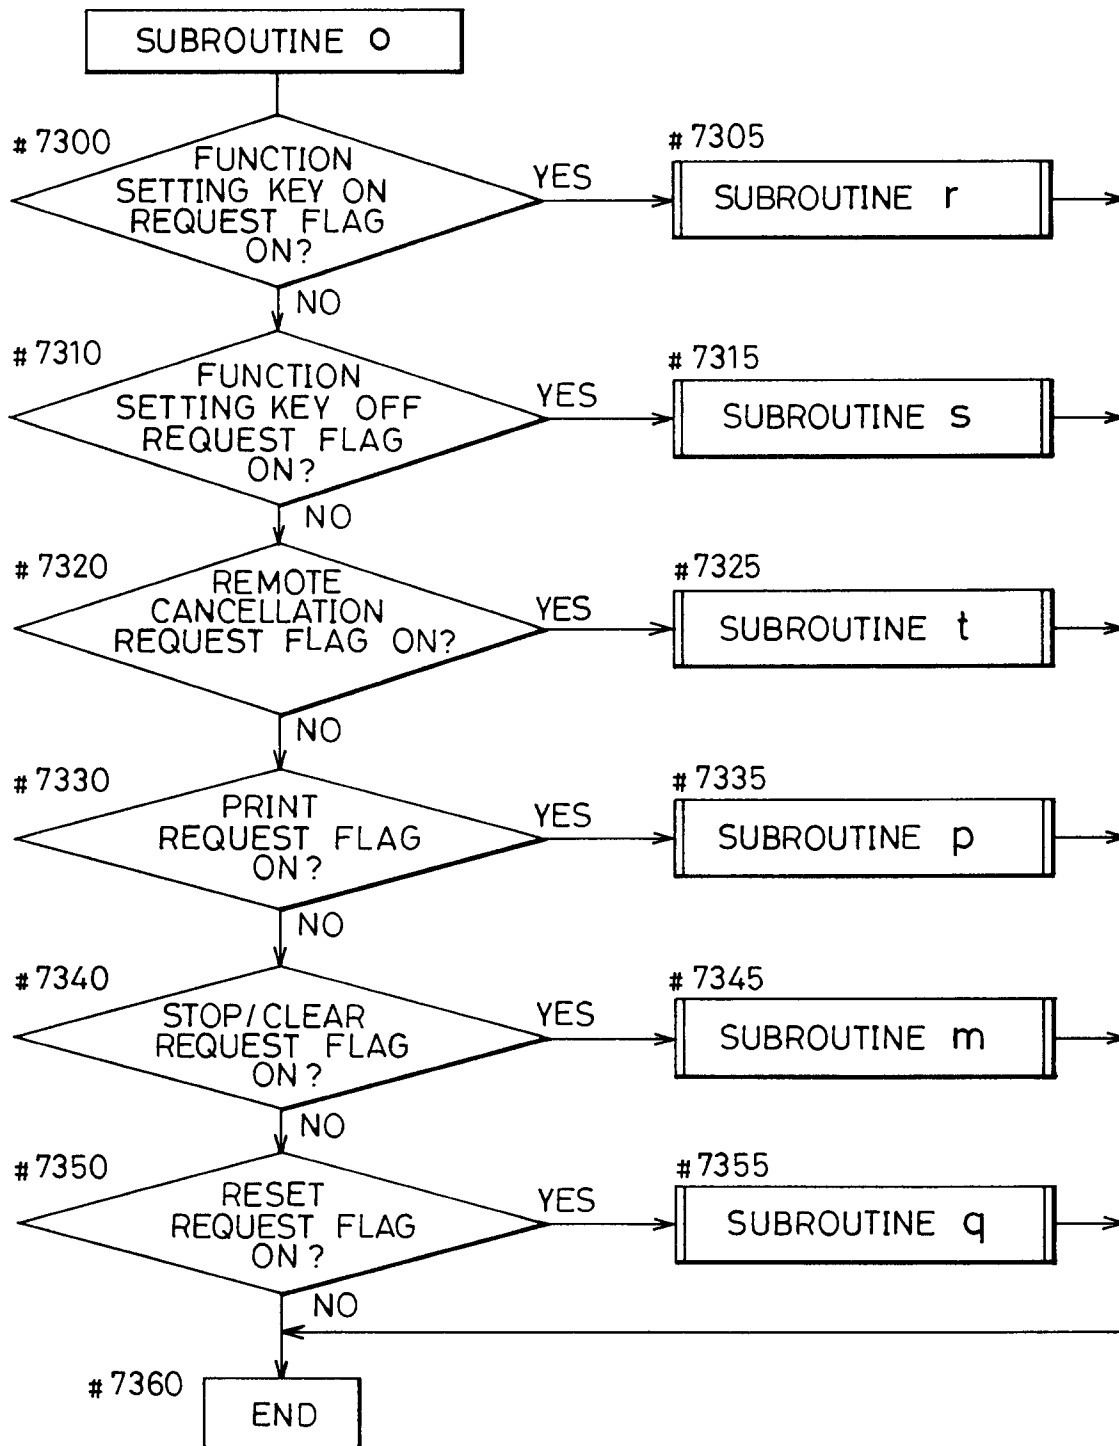 SUBROUTINE o
#7300
FUNCTION
SETTING KEY ON
REQUEST FLAG
ON?
YES
#7305
SUBROUTINE r
NO
#7310
FUNCTION
SETTING KEY OFF
REQUEST FLAG
ON?
YES
#7315
SUBROUTINE s
NO
#7320
REMOTE
CANCELLATION
REQUEST FLAG ON?
YES
#7325
SUBROUTINE t
NO
#7330
PRINT
REQUEST FLAG
ON?
YES
#7335
SUBROUTINE p
NO
#7340
STOP/CLEAR
REQUEST FLAG
ON?
YES
#7345
SUBROUTINE m
NO
#7350
RESET
REQUEST FLAG
ON?
YES
#7355
SUBROUTINE q
NO
#7360
END